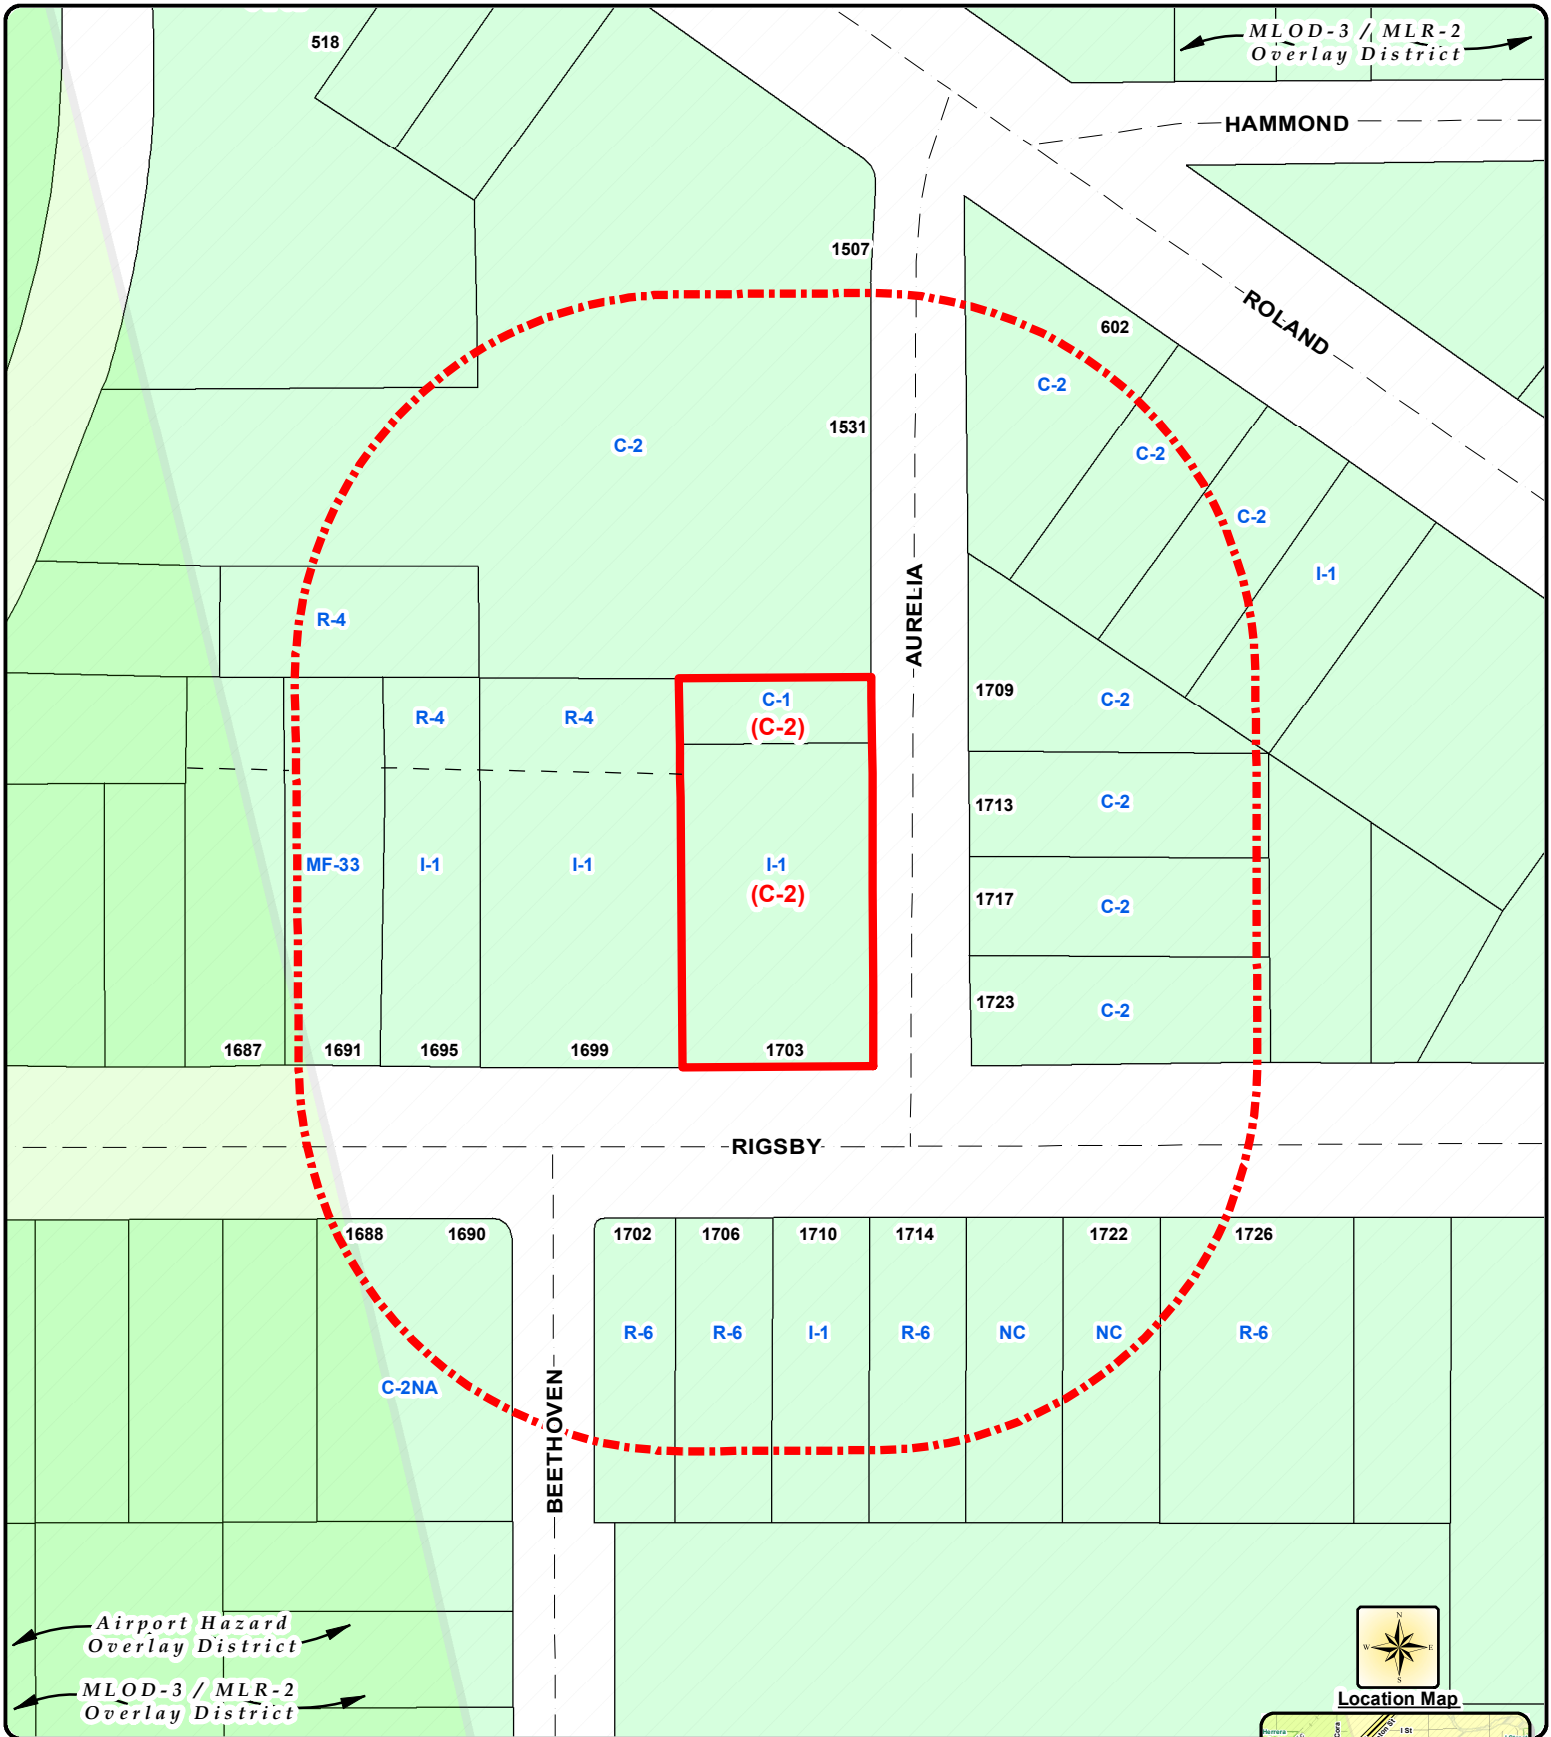 518
MLOD-3 / MLR-2
Overlay District
HAMMOND
1507
ROLAND
602
C-2
1531
C-2
C-2
C-2
I-1
AURELIA
R-4
1709
C-2
C-1
(C-2)
R-4
R-4
1713
C-2
MF-33
I-1
I-1
I-1
(C-2)
1717
C-2
1723
C-2
1687
1691
1695
1699
1703
RIGSBY
1688
1690
1702
1706
1710
1714
1722
1726
R-6
R-6
I-1
R-6
NC
NC
R-6
C-2NA
BEETHOVEN
Airport Hazard
Overlay District
MLOD-3 / MLR-2
Overlay District
N
W
E
S
Location Map
Herrera
Cora
I St